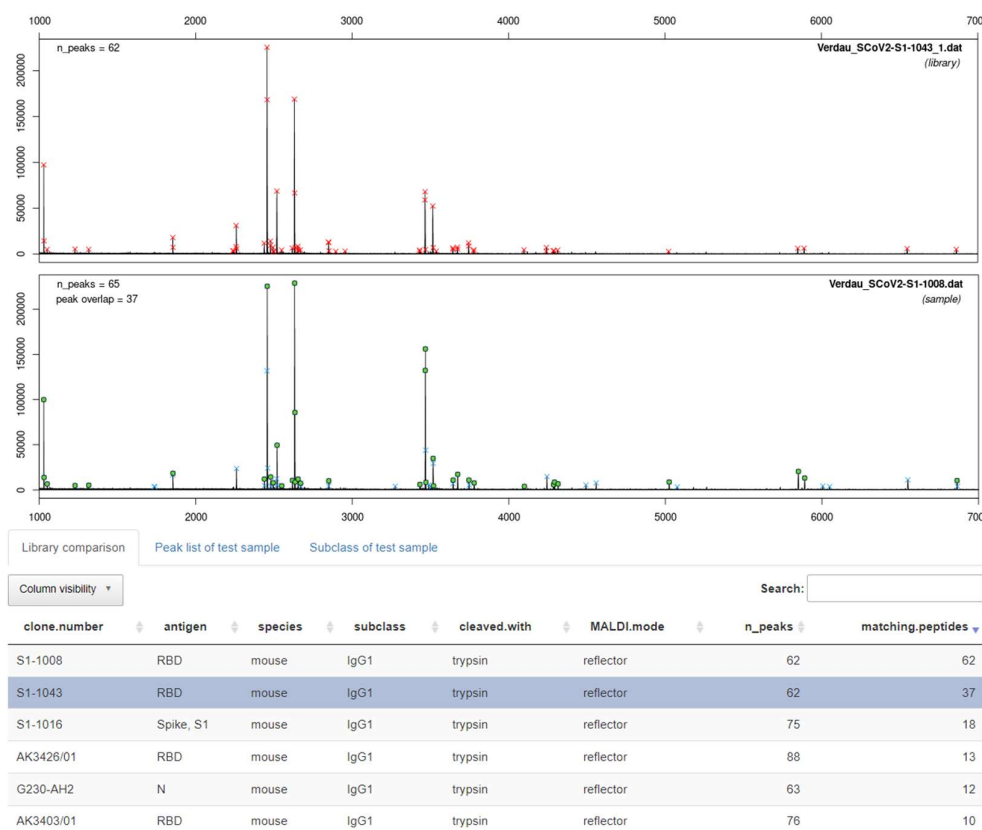 1000 2000 3000 4000 5000 6000 7000
n_peaks = 62
Verdau_SCoV2-S1-1043_1.dat
(library)
200000
150000
100000
50000
0
n_peaks = 65
peak overlap = 37
Verdau_SCoV2-S1-1008.dat
(sample)
200000
150000
100000
50000
0
1000 2000 3000 4000 5000 6000 700
Library comparison Peak list of test sample Subclass of test sample
Column visibility Search:
clone.number antigen species subclass cleaved.with MALDI.mode n_peaks matching.peptides
S1-1008 RBD mouse IgG1 trypsin reflector 62 62
S1-1043 RBD mouse IgG1 trypsin reflector 62 37
S1-1016 Spike, S1 mouse IgG1 trypsin reflector 75 18
AK3426/01 RBD mouse IgG1 trypsin reflector 88 13
G230-AH2 N mouse IgG1 trypsin reflector 63 12
AK3403/01 RBD mouse IgG1 trypsin reflector 76 10